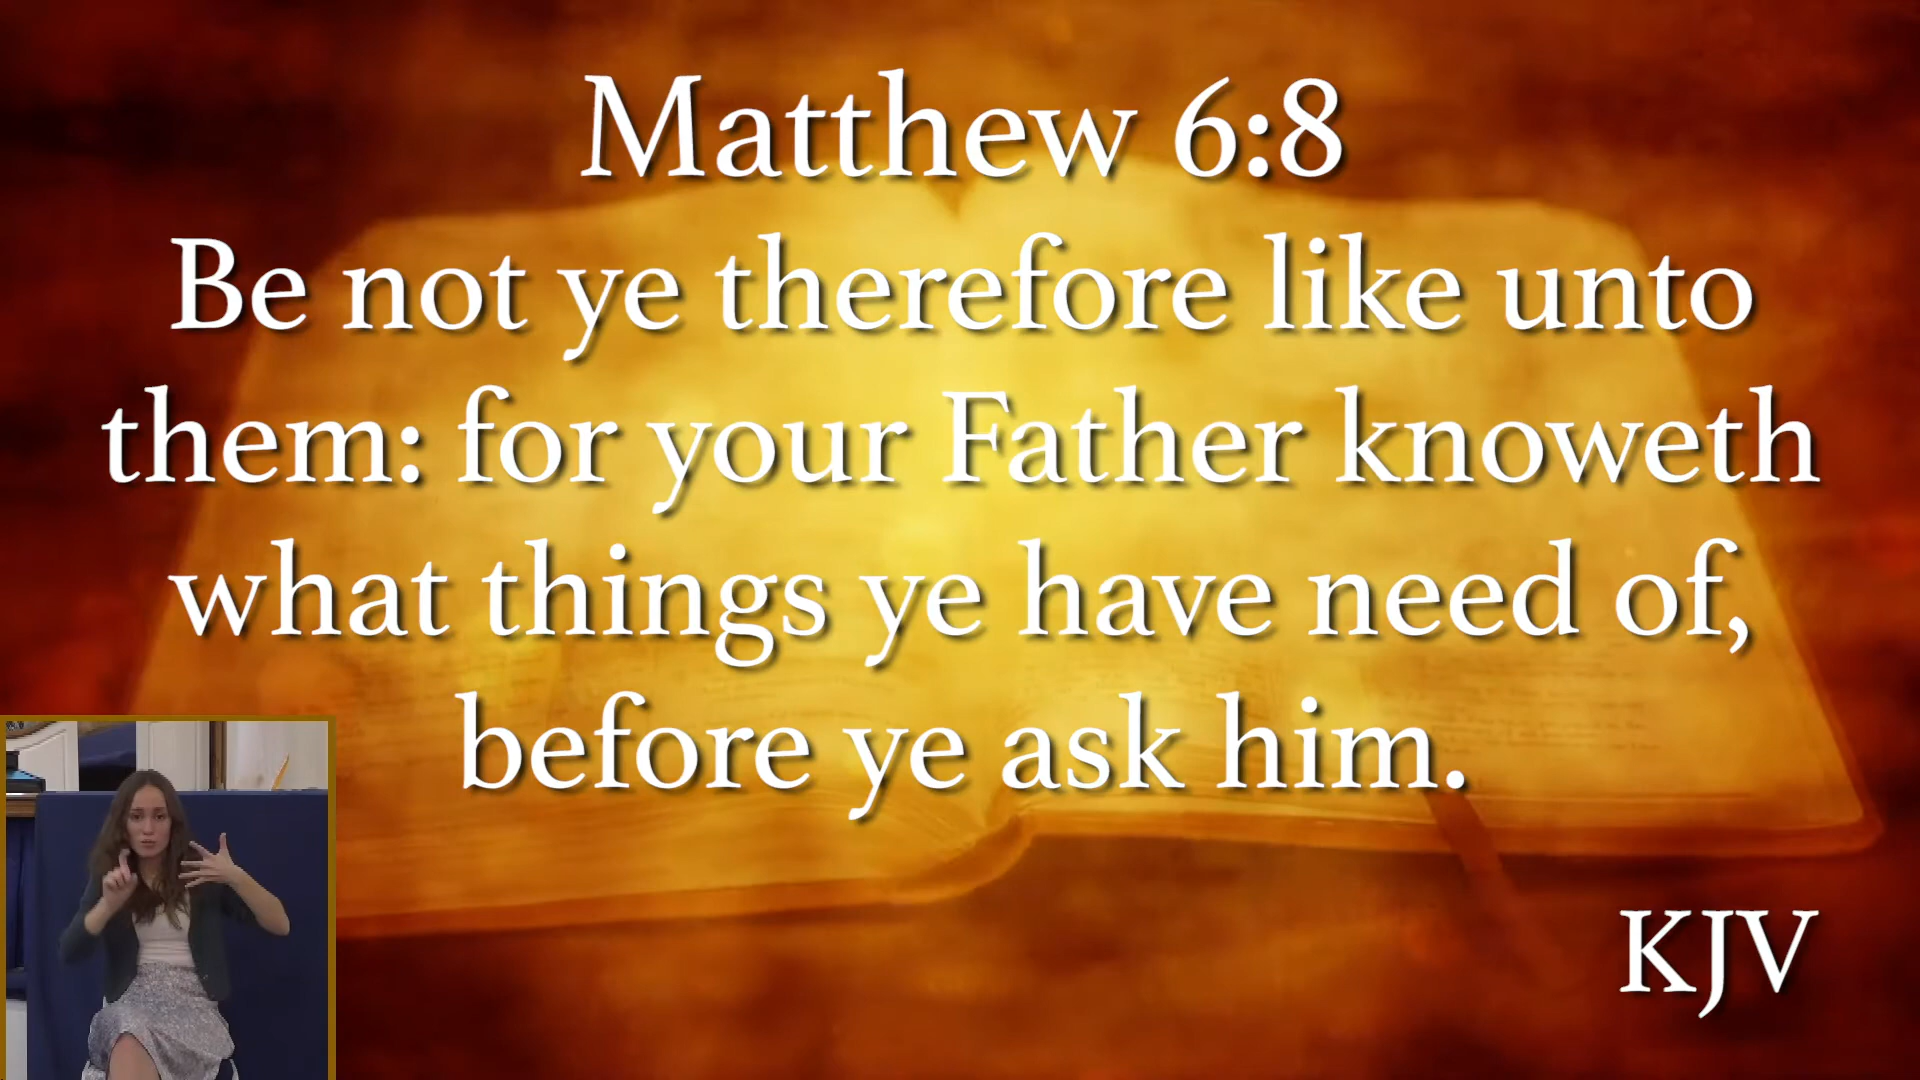 Matthew 6:8
Be not ye therefore like unto
them: for your Father knoweth
what things ye have need of,
before ye ask him.
KJV